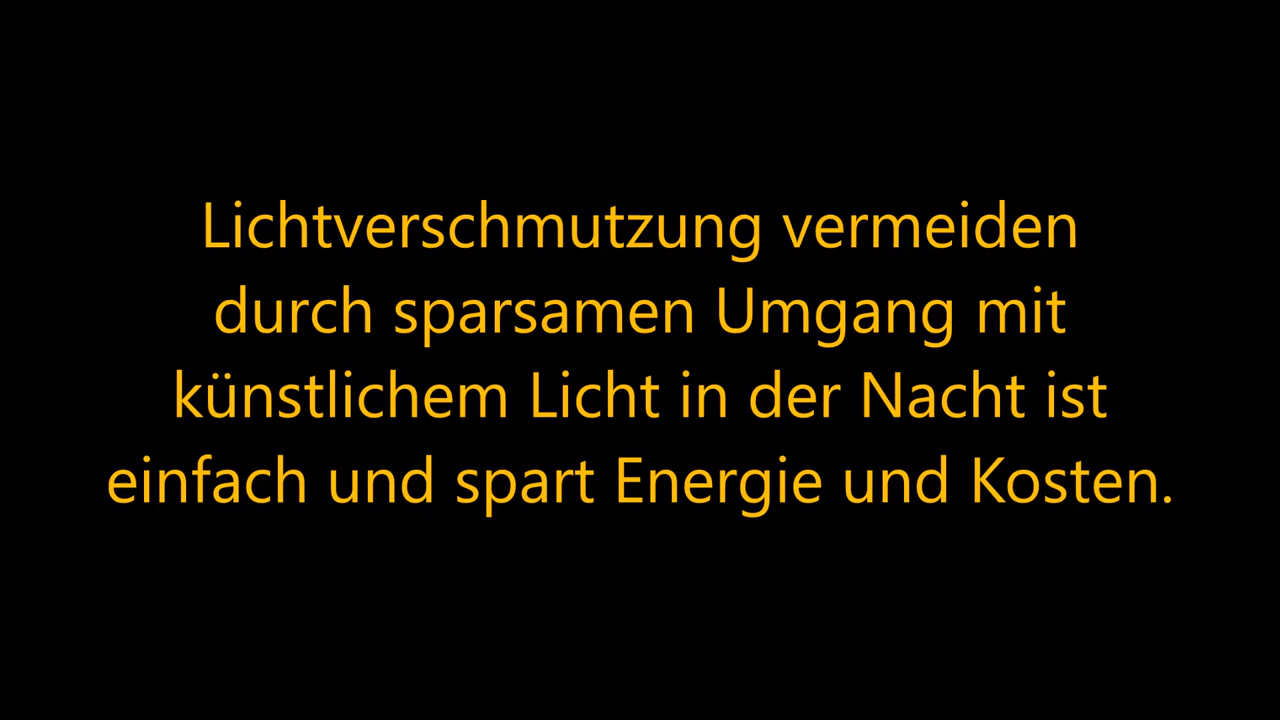 Lichtverschmutzung vermeiden
durch sparsamen Umgang mit
künstlichem Licht in der Nacht ist
einfach und spart Energie und Kosten.